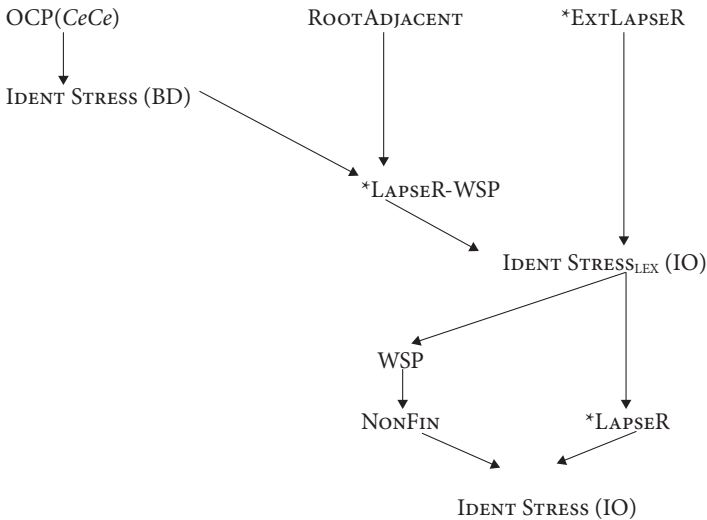 OCP(CeCe) RootAdjacent *ExtLapseR
Ident Stress (BD)
*LapseR-WSP
Ident StressLEX (IO)
WSP
NonFin *LapseR
Ident Stress (IO)